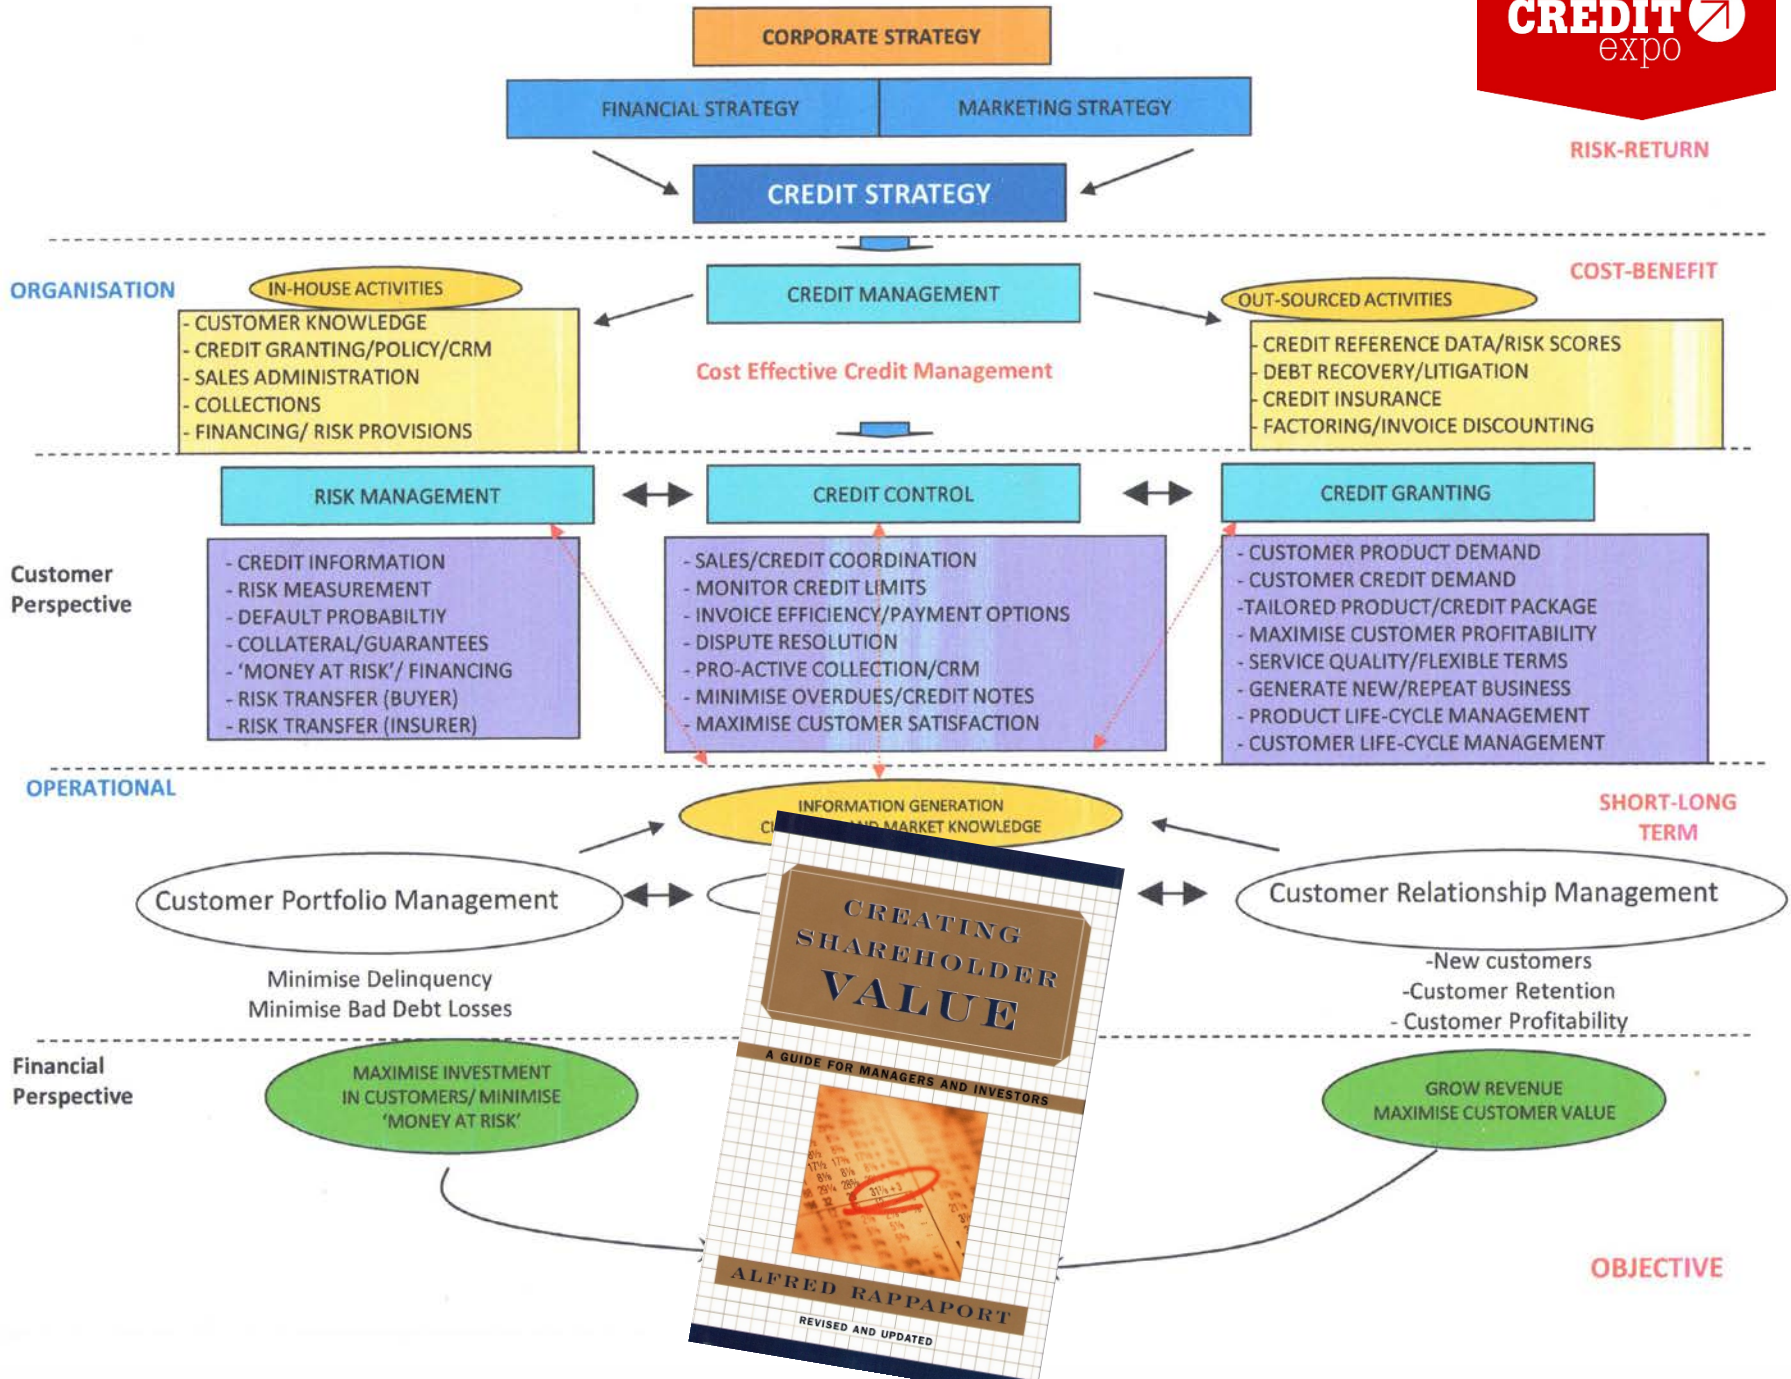 CREDIT
expo
CORPORATE STRATEGY
FINANCIAL STRATEGY
MARKETING STRATEGY
RISK-RETURN
CREDIT STRATEGY
COST-BENEFIT
ORGANISATION
IN-HOUSE ACTIVITIES
CREDIT MANAGEMENT
OUT-SOURCED ACTIVITIES
- CUSTOMER KNOWLEDGE
- CREDIT GRANTING/POLICY/CRM
- SALES ADMINISTRATION
- COLLECTIONS
- FINANCING/ RISK PROVISIONS
Cost Effective Credit Management
- CREDIT REFERENCE DATA/RISK SCORES
- DEBT RECOVERY/LITIGATION
- CREDIT INSURANCE
- FACTORING/INVOICE DISCOUNTING
RISK MANAGEMENT
CREDIT CONTROL
CREDIT GRANTING
Customer
Perspective
- CREDIT INFORMATION
- RISK MEASUREMENT
- DEFAULT PROBABILTIY
- COLLATERAL/GUARANTEES
- 'MONEY AT RISK'/ FINANCING
- RISK TRANSFER (BUYER)
- RISK TRANSFER (INSURER)
- SALES/CREDIT COORDINATION
- MONITOR CREDIT LIMITS
- INVOICE EFFICIENCY/PAYMENT OPTIONS
- DISPUTE RESOLUTION
- PRO-ACTIVE COLLECTION/CRM
- MINIMISE OVERDUES/CREDIT NOTES
- MAXIMISE CUSTOMER SATISFACTION
- CUSTOMER PRODUCT DEMAND
- CUSTOMER CREDIT DEMAND
-TAILORED PRODUCT/CREDIT PACKAGE
- MAXIMISE CUSTOMER PROFITABILITY
- SERVICE QUALITY/FLEXIBLE TERMS
- GENERATE NEW/REPEAT BUSINESS
- PRODUCT LIFE-CYCLE MANAGEMENT
- CUSTOMER LIFE-CYCLE MANAGEMENT
OPERATIONAL
INFORMATION GENERATION
AND MARKET KNOWLEDGE
SHORT-LONG
TERM
Customer Portfolio Management
Customer Relationship Management
Minimise Delinquency
Minimise Bad Debt Losses
-New customers
-Customer Retention
- Customer Profitability
Financial
Perspective
MAXIMISE INVESTMENT
IN CUSTOMERS/ MINIMISE
'MONEY AT RISK'
GROW REVENUE
MAXIMISE CUSTOMER VALUE
OBJECTIVE
CREATING
SHAREHOLDER
VALUE
A GUIDE FOR MANAGERS AND INVESTORS
ALFRED RAPPAPORT
REVISED AND UPDATED